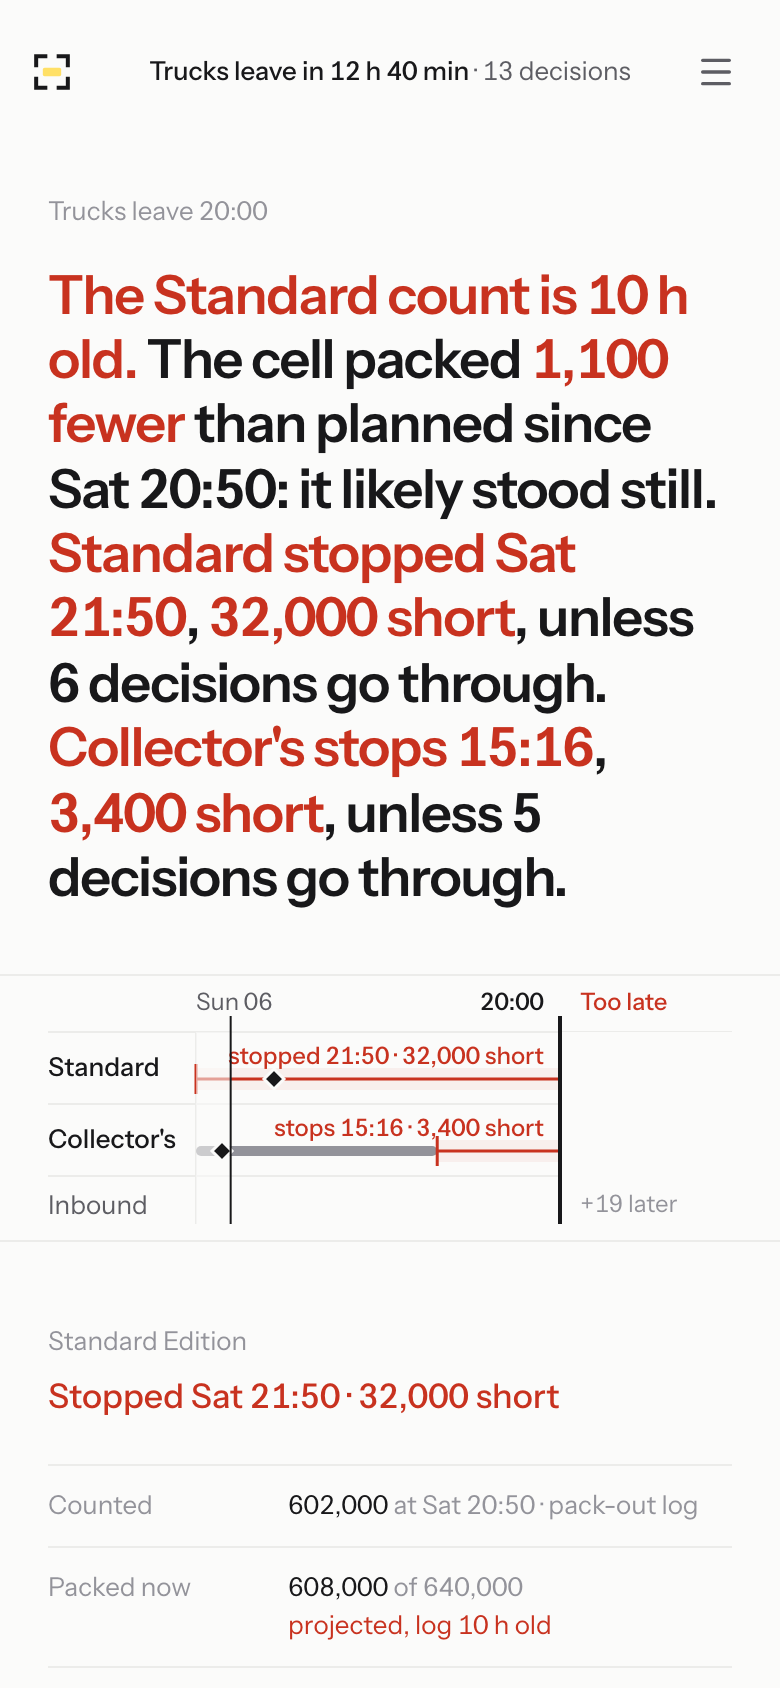 Trucks leave in 12 h 40 min · 13 decisions
Trucks leave 20:00
The Standard count is 10 h
old. The cell packed 1,100
fewer than planned since
Sat 20:50: it likely stood still.
Standard stopped Sat
21:50, 32,000 short, unless
6 decisions go through.
Collector's stops 15:16,
3,400 short, unless 5
decisions go through.
Sun 06 20:00 Too late
stopped 21:50 · 32,000 short
Standard
stops 15:16 · 3,400 short
Collector's
Inbound +19 later
Standard Edition
Stopped Sat 21:50 · 32,000 short
Counted 602,000 at Sat 20:50 · pack-out log
Packed now 608,000 of 640,000
projected, log 10 h old